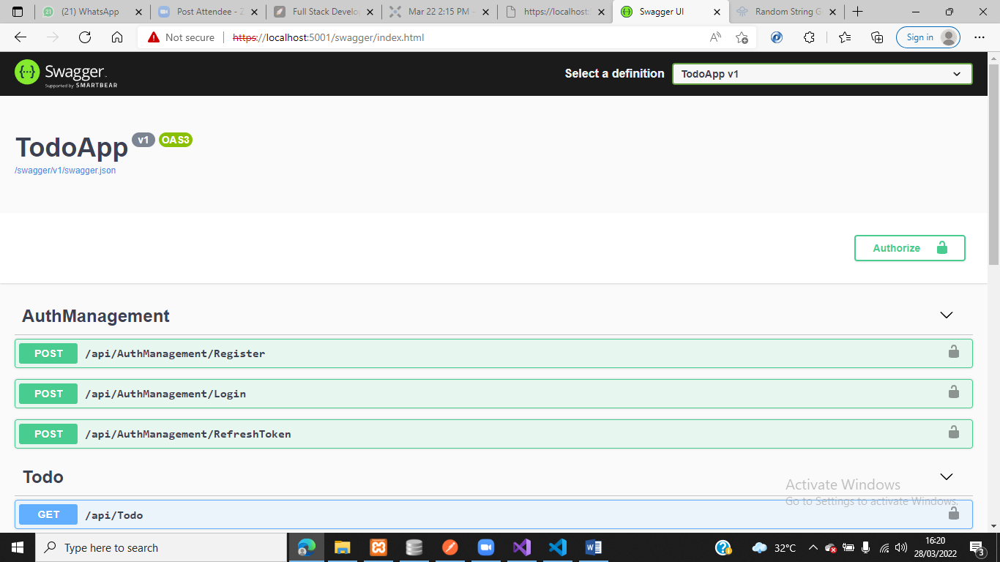 (21) WhatsApp
Post Attendee - Z
Full Stack Develo
Mar 22 2:15 PM -
https://localhost:
Swagger UI
Random String G
Not secure
https://localhost:5001/swagger/index.html
Sign in
Swagger
Supported by SMARTBEAR
Select a definition
TodoApp v1
TodoApp v1 OAS3
/swagger/v1/swagger.json
Authorize
AuthManagement
POST /api/AuthManagement/Register
POST /api/AuthManagement/Login
POST /api/AuthManagement/RefreshToken
Todo
Activate Windows
Go to Settings to activate Windows.
GET /api/Todo
Type here to search
32°C
16:20
28/03/2022
3